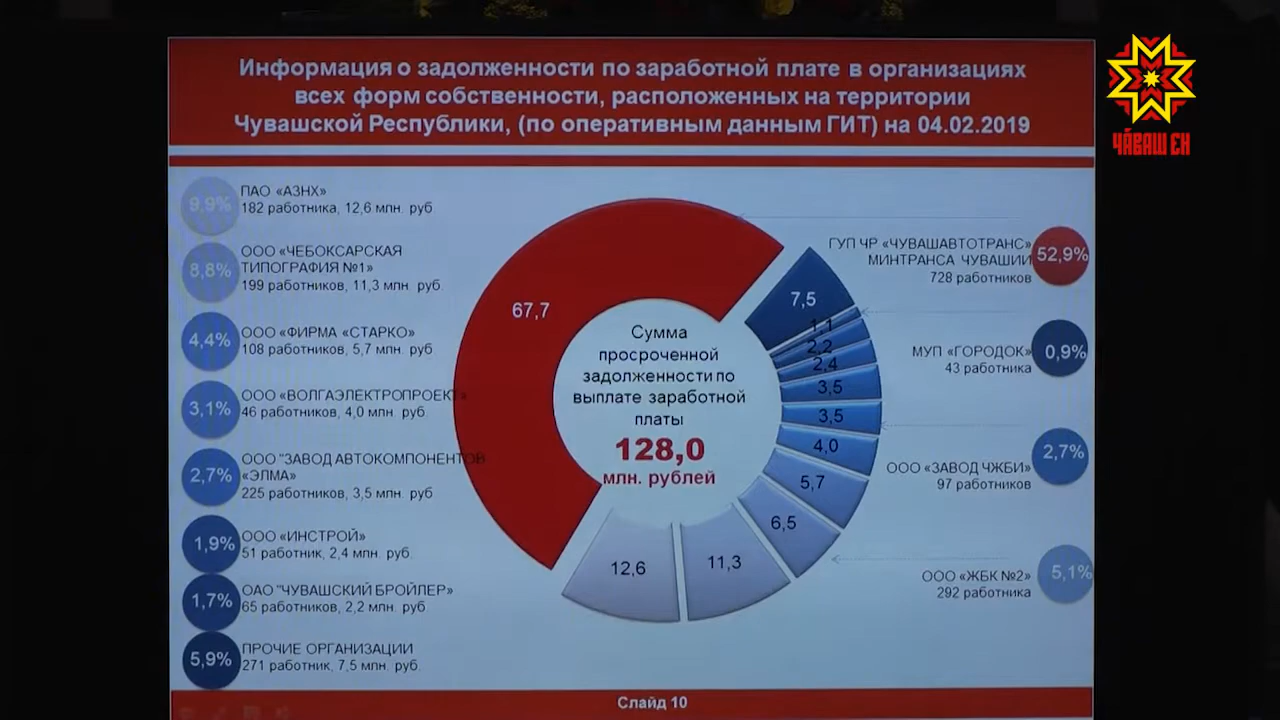 Информация о задолженности по заработной плате в организациях
всех форм собственности, расположенных на территории
Чувашской Республики, (по оперативным данным ГИТ) на 04.02.2019
ЧӐВАШ ЕН
9,9%
ПАО «АЗНХ»
182 работника, 12,6 млн. руб
8,8%
ООО «ЧЕБОКСАРСКАЯ
ТИПОГРАФИЯ №1»
199 работников, 11,3 млн. руб.
4,4%
ООО «ФИРМА «СТАРКО»
108 работников, 5,7 млн. руб
3,1%
ООО «ВОЛГАЭЛЕКТРОПРОЕКТ»
46 работников, 4,0 млн. руб.
2,7%
ООО "ЗАВОД АВТОКОМПОНЕНТОВ
«ЭЛМА»
225 работников, 3,5 млн. руб
1,9%
ООО «ИНСТРОЙ»
51 работник, 2,4 млн. руб.
1,7%
ОАО "ЧУВАШСКИЙ БРОЙЛЕР»
65 работников, 2,2 млн. руб
5,9%
ПРОЧИЕ ОРГАНИЗАЦИИ
271 работник, 7,5 млн. руб.
67,7
7,5
1,1
2,2
2,4
3,5
3,5
4,0
5,7
6,5
11,3
12,6
Сумма
просроченной
задолженности по
выплате заработной
платы
128,0
млн. рублей
ГУП ЧР «ЧУВАШАВТОТРАНС»
МИНТРАНСА ЧУВАШИИ
728 работников
52,9%
МУП «ГОРОДОК»
43 работника
0,9%
ООО «ЗАВОД ЧЖБИ»
97 работников
2,7%
ООО «ЖБК №2»
292 работника
5,1%
Слайд 10